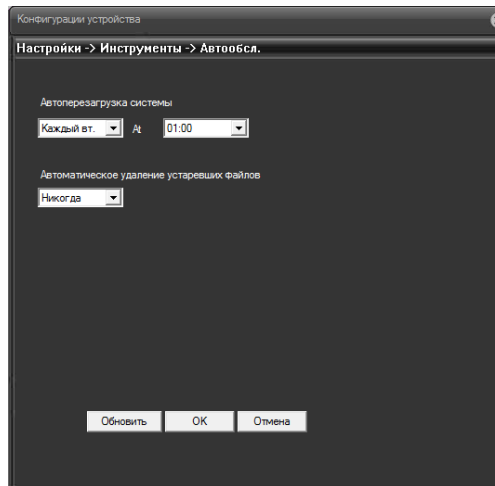 Конфигурации устройства
Настройки -> Инструменты -> Автообсл.
Автоперезагрузка системы
Каждый вт. At 01:00
Автоматическое удаление устаревших файлов
Никогда
Обновить OK Отмена